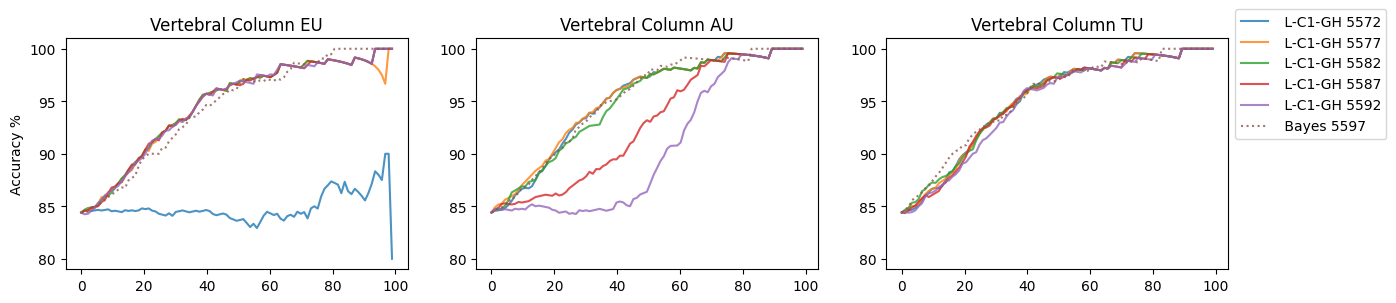 Vertebral Column EU
Vertebral Column AU
Vertebral Column TU
Accuracy %
100
95
90
85
80
0 20 40 60 80 100
100
95
90
85
80
0 20 40 60 80 100
100
95
90
85
80
0 20 40 60 80 100
L-C1-GH 5572
L-C1-GH 5577
L-C1-GH 5582
L-C1-GH 5587
L-C1-GH 5592
Bayes 5597